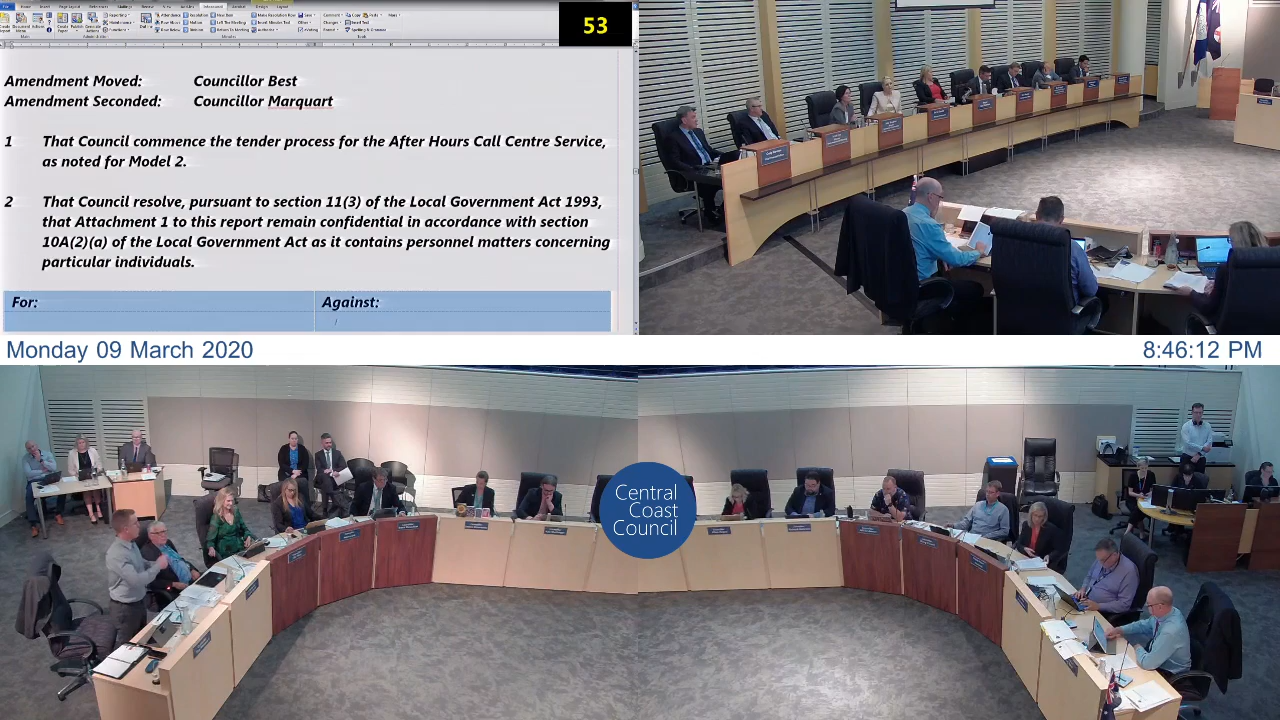 53
Amendment Moved: Councillor Best
Amendment Seconded: Councillor Marquart
1 That Council commence the tender process for the After Hours Call Centre Service,
as noted for Model 2.
2 That Council resolve, pursuant to section 11(3) of the Local Government Act 1993,
that Attachment 1 to this report remain confidential in accordance with section
10A(2)(a) of the Local Government Act as it contains personnel matters concerning
particular individuals.
For: Against:
Monday 09 March 2020 8:46:12 PM
Central
Coast
Council